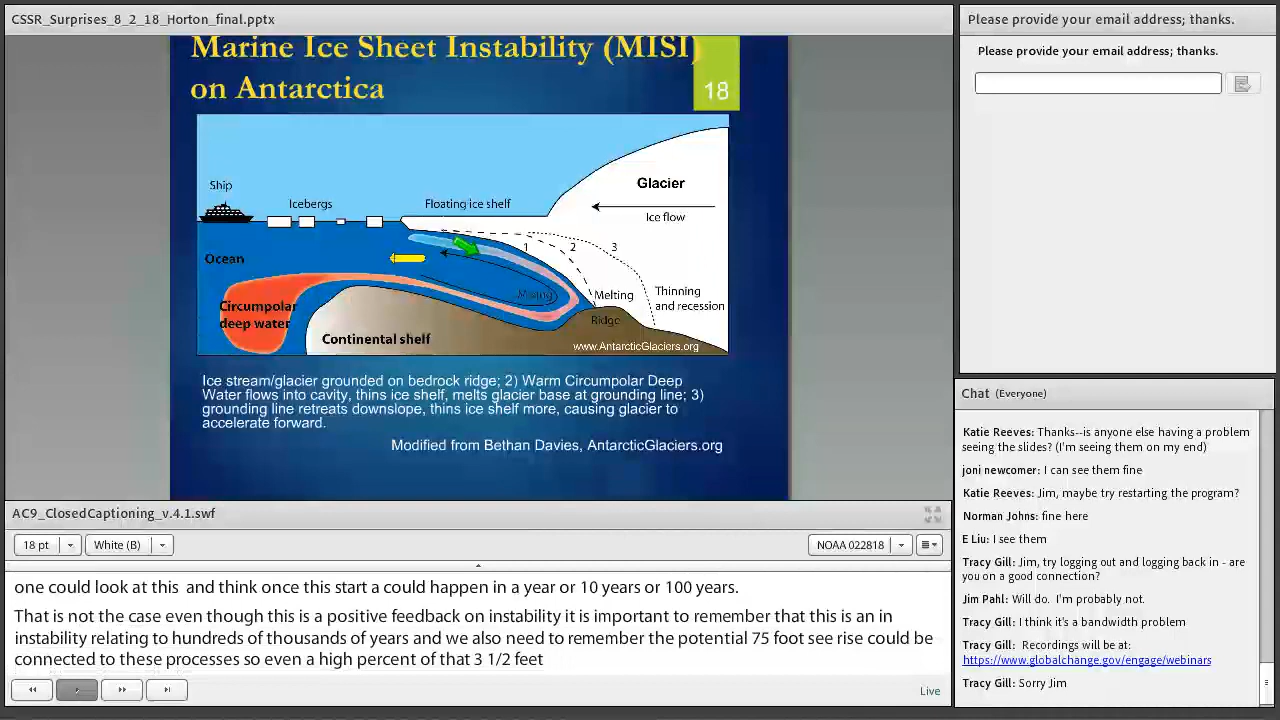 CSSR_Surprises_8_2_18_Horton_final.pptx
Marine Ice Sheet Instability (MISI)
on Antarctica
18
Ship
Icebergs
Floating ice shelf
Glacier
Ice flow
Ocean
1
2
3
Circumpolar
deep water
Mixing
Melting
Thinning
and recession
Ridge
Continental shelf
www.AntarcticGlaciers.org
Ice stream/glacier grounded on bedrock ridge; 2) Warm Circumpolar Deep
Water flows into cavity, thins ice shelf, melts glacier base at grounding line; 3)
grounding line retreats downslope, thins ice shelf more, causing glacier to
accelerate forward.
Modified from Bethan Davies, AntarcticGlaciers.org
AC9_ClosedCaptioning_v.4.1.swf
18 pt
White (B)
NOAA 022818
one could look at this and think once this start a could happen in a year or 10 years or 100 years.
That is not the case even though this is a positive feedback on instability it is important to remember that this is an in
instability relating to hundreds of thousands of years and we also need to remember the potential 75 foot see rise could be
connected to these processes so even a high percent of that 3 1/2 feet
Live
Please provide your email address; thanks.
Please provide your email address; thanks.
Chat (Everyone)
Katie Reeves: Thanks--is anyone else having a problem
seeing the slides? (I'm seeing them on my end)
joni newcomer: I can see them fine
Katie Reeves: Jim, maybe try restarting the program?
Norman Johns: fine here
E Liu: I see them
Tracy Gill: Jim, try logging out and logging back in - are
you on a good connection?
Jim Pahl: Will do. I'm probably not.
Tracy Gill: I think it's a bandwidth problem
Tracy Gill: Recordings will be at:
https://www.globalchange.gov/engage/webinars
Tracy Gill: Sorry Jim